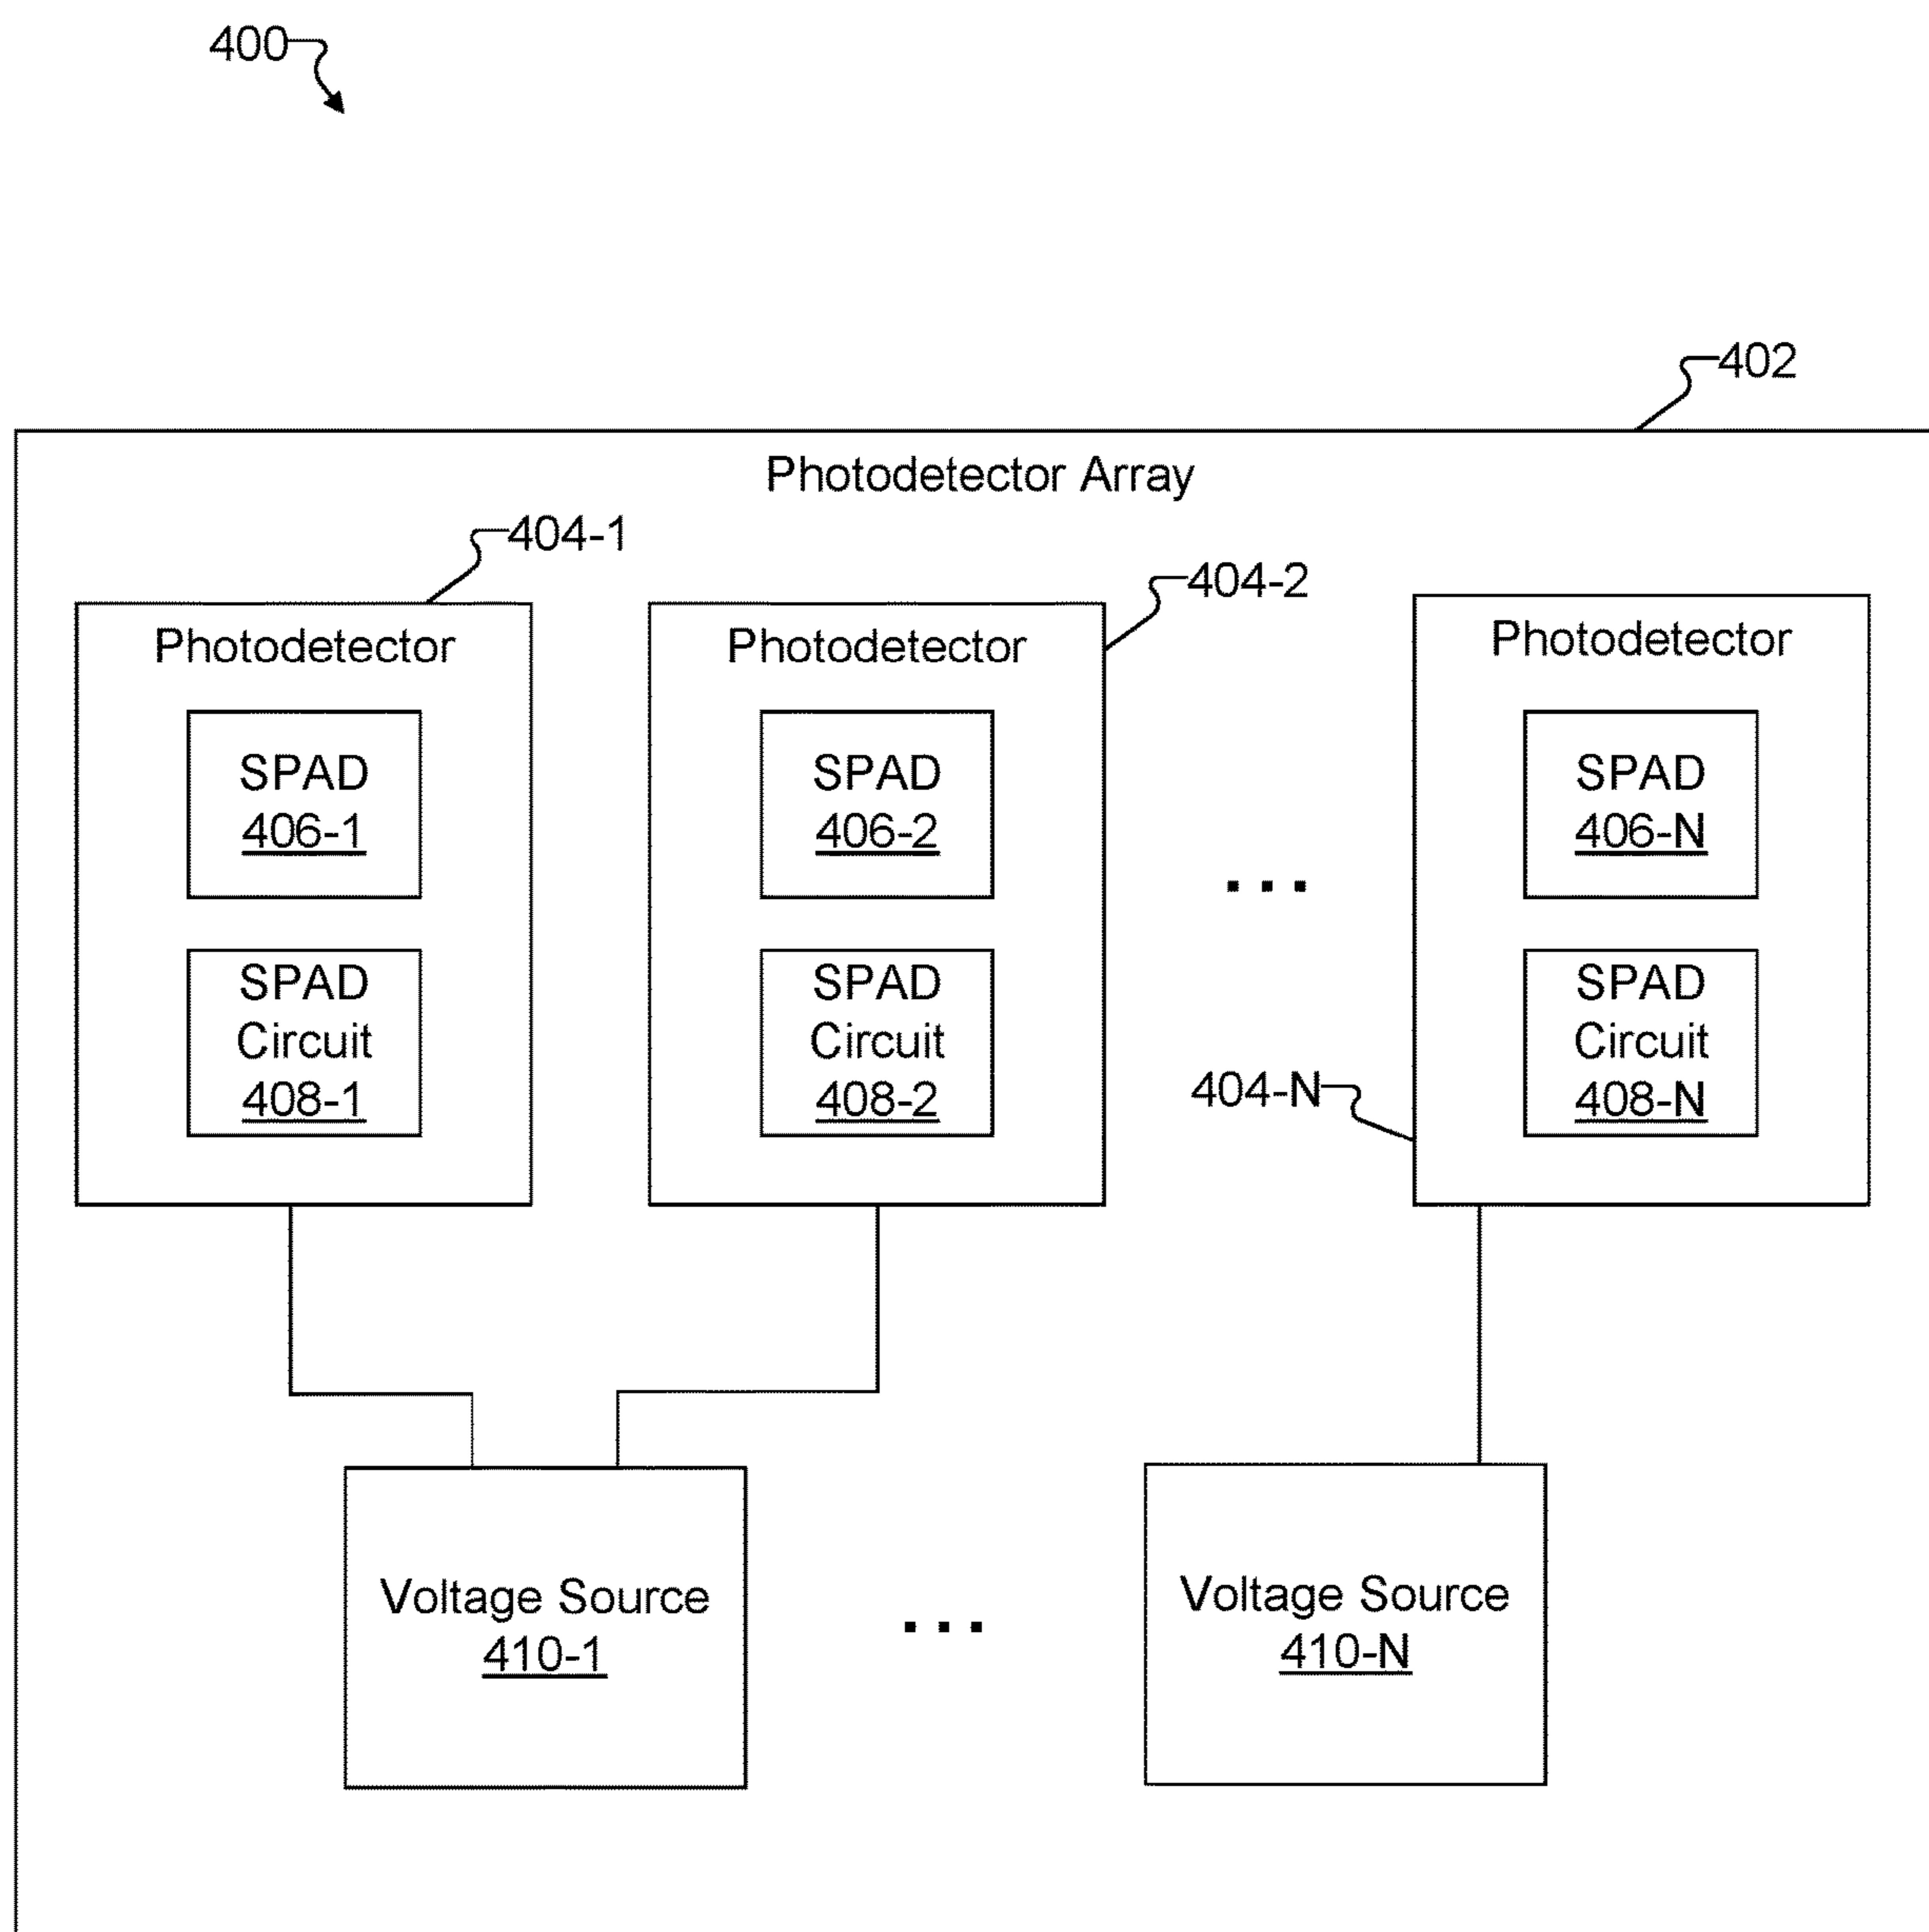 400
402
Photodetector Array
404-1
404-2
Photodetector
Photodetector
Photodetector
SPAD
406-1
SPAD
406-2
SPAD
406-N
...
SPAD
Circuit
408-1
SPAD
Circuit
408-2
404-N
SPAD
Circuit
408-N
Voltage Source
410-1
...
Voltage Source
410-N